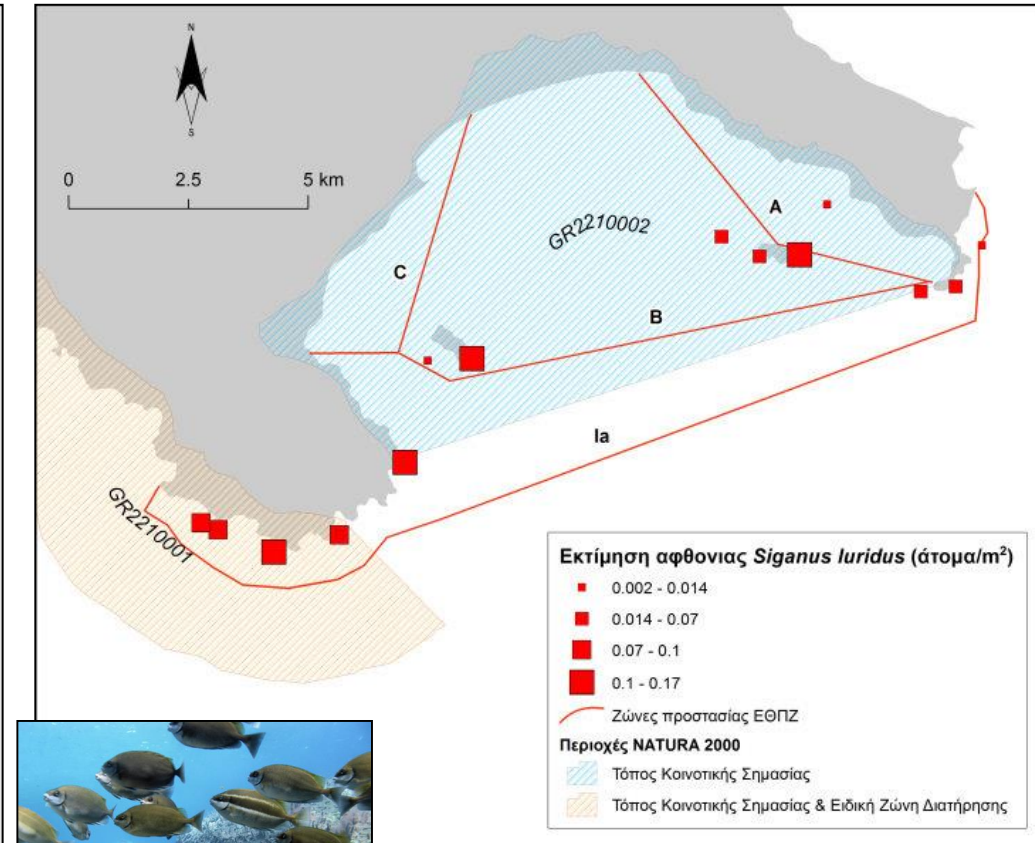 N
S
0 2.5 5 km
GR2210002
A
C
B
Ia
GR2210001
Εκτίμηση αφθονιας Siganus luridus (άτομα/m²)
0.002 - 0.014
0.014 - 0.07
0.07 - 0.1
0.1 - 0.17
Ζώνες προστασίας ΕΘΠΖ
Περιοχές NATURA 2000
Τόπος Κοινοτικής Σημασίας
Τόπος Κοινοτικής Σημασίας & Ειδική Ζώνη Διατήρησης